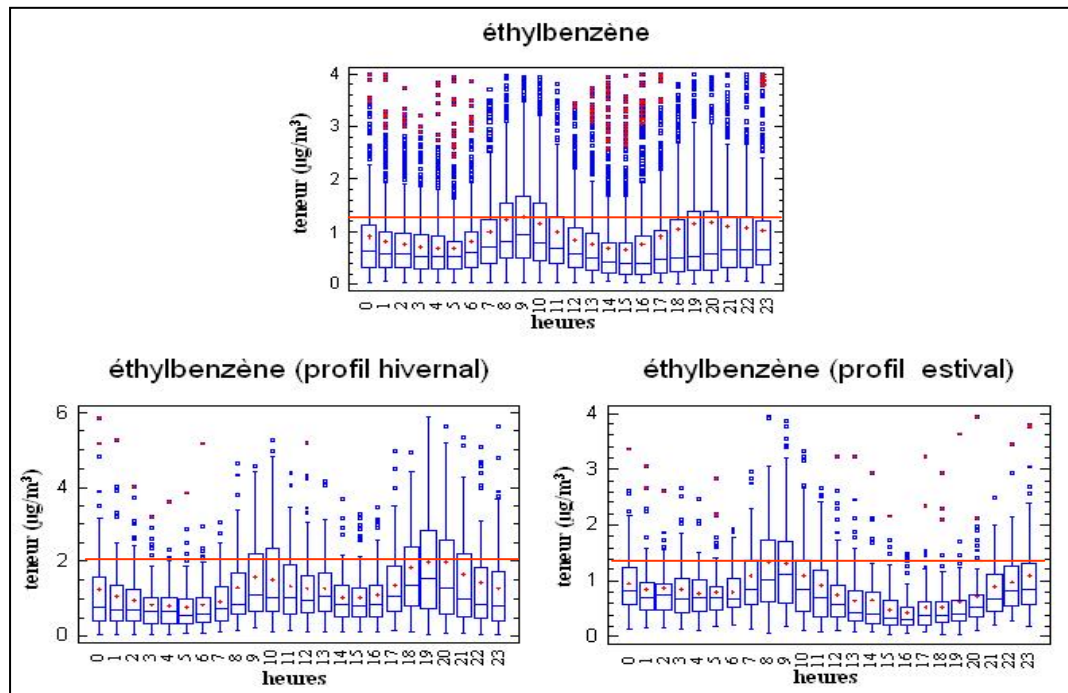 éthylbenzène
4
3
2
1
0
teneur (µg/m³)
0 1 2 3 4 5 6 7 8 9 10 11 12 13 14 15 16 17 18 19 20 21 22 23
heures
éthylbenzène (profil hivernal)
6
4
2
0
teneur (µg/m³)
0 1 2 3 4 5 6 7 8 9 10 11 12 13 14 15 16 17 18 19 20 21 22 23
heures
éthylbenzène (profil estival)
4
3
2
1
0
teneur (µg/m³)
0 1 2 3 4 5 6 7 8 9 10 11 12 13 14 15 16 17 18 19 20 21 22 23
heures